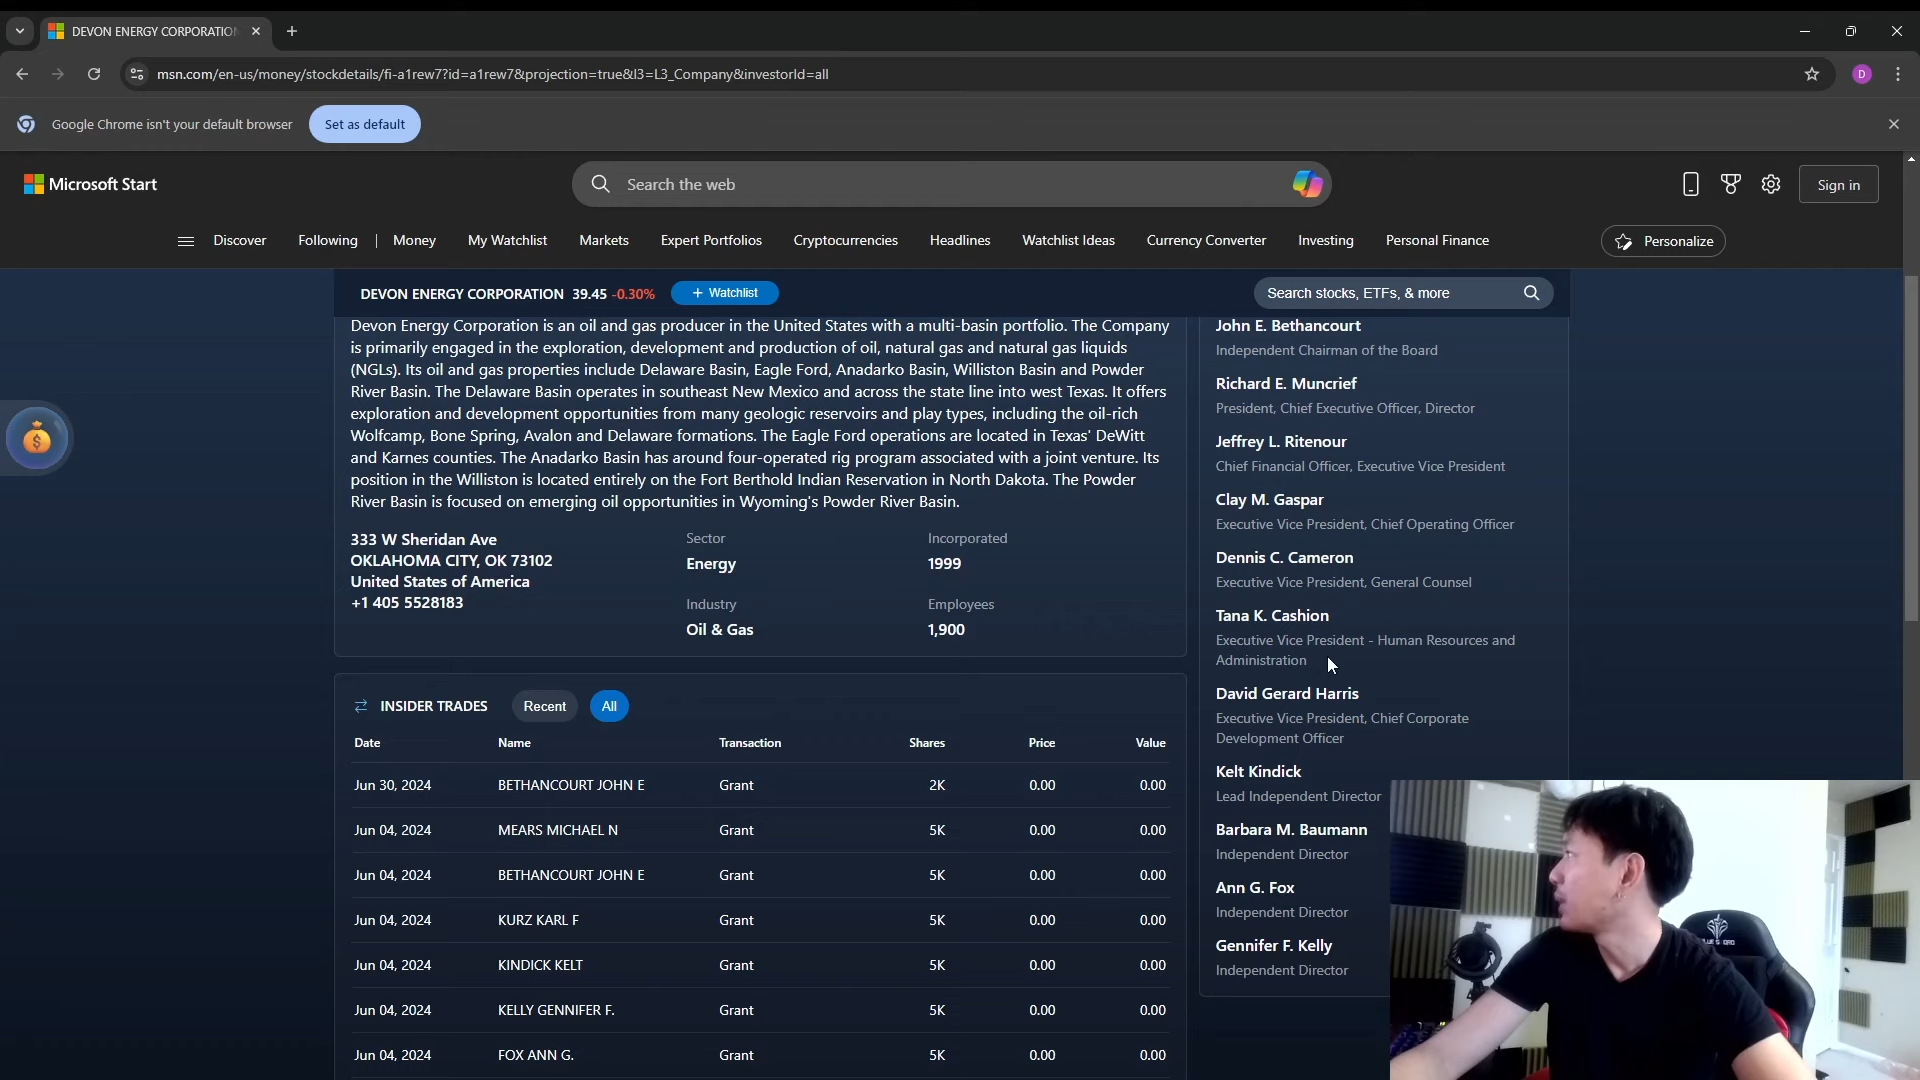 DEVON ENERGY CORPORATION
msn.com/en-us/money/stockdetails/fi-a1rew7?id=a1rew7&projection=true&l3=L3_Company&investorId=all
D
Google Chrome isn't your default browser
Set as default
Microsoft Start
Search the web
Sign in
Discover
Following
Money
My Watchlist
Markets
Expert Portfolios
Cryptocurrencies
Headlines
Watchlist Ideas
Currency Converter
Investing
Personal Finance
Personalize
DEVON ENERGY CORPORATION 39.45 -0.30%
+ Watchlist
Search stocks, ETFs, & more
Devon Energy Corporation is an oil and gas producer in the United States with a multi-basin portfolio. The Company
is primarily engaged in the exploration, development and production of oil, natural gas and natural gas liquids
(NGLs). Its oil and gas properties include Delaware Basin, Eagle Ford, Anadarko Basin, Williston Basin and Powder
River Basin. The Delaware Basin operates in southeast New Mexico and across the state line into west Texas. It offers
exploration and development opportunities from many geologic reservoirs and play types, including the oil-rich
Wolfcamp, Bone Spring, Avalon and Delaware formations. The Eagle Ford operations are located in Texas' DeWitt
and Karnes counties. The Anadarko Basin has around four-operated rig program associated with a joint venture. Its
position in the Williston is located entirely on the Fort Berthold Indian Reservation in North Dakota. The Powder
River Basin is focused on emerging oil opportunities in Wyoming's Powder River Basin.
333 W Sheridan Ave
OKLAHOMA CITY, OK 73102
United States of America
+1 405 5528183
Sector
Energy
Industry
Oil & Gas
Incorporated
1999
Employees
1,900
INSIDER TRADES
Recent
All
Date Name Transaction Shares Price Value
Jun 30, 2024 BETHANCOURT JOHN E Grant 2K 0.00 0.00
Jun 04, 2024 MEARS MICHAEL N Grant 5K 0.00 0.00
Jun 04, 2024 BETHANCOURT JOHN E Grant 5K 0.00 0.00
Jun 04, 2024 KURZ KARL F Grant 5K 0.00 0.00
Jun 04, 2024 KINDICK KELT Grant 5K 0.00 0.00
Jun 04, 2024 KELLY GENNIFER F. Grant 5K 0.00 0.00
Jun 04, 2024 FOX ANN G. Grant 5K 0.00 0.00
John E. Bethancourt
Independent Chairman of the Board
Richard E. Muncrief
President, Chief Executive Officer, Director
Jeffrey L. Ritenour
Chief Financial Officer, Executive Vice President
Clay M. Gaspar
Executive Vice President, Chief Operating Officer
Dennis C. Cameron
Executive Vice President, General Counsel
Tana K. Cashion
Executive Vice President - Human Resources and
Administration
David Gerard Harris
Executive Vice President, Chief Corporate
Development Officer
Kelt Kindick
Lead Independent Director
Barbara M. Baumann
Independent Director
Ann G. Fox
Independent Director
Gennifer F. Kelly
Independent Director